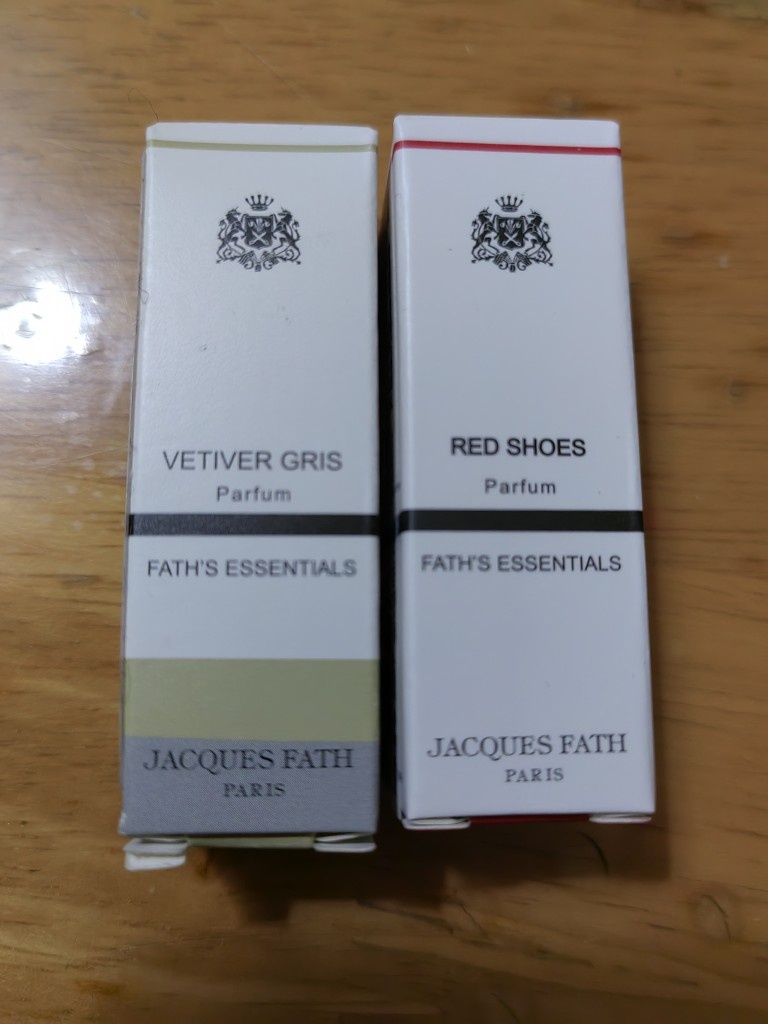 VETIVER GRIS
Parfum
FATH'S ESSENTIALS
JACQUES FATH
PARIS
RED SHOES
Parfum
FATH'S ESSENTIALS
JACQUES FATH
PARIS